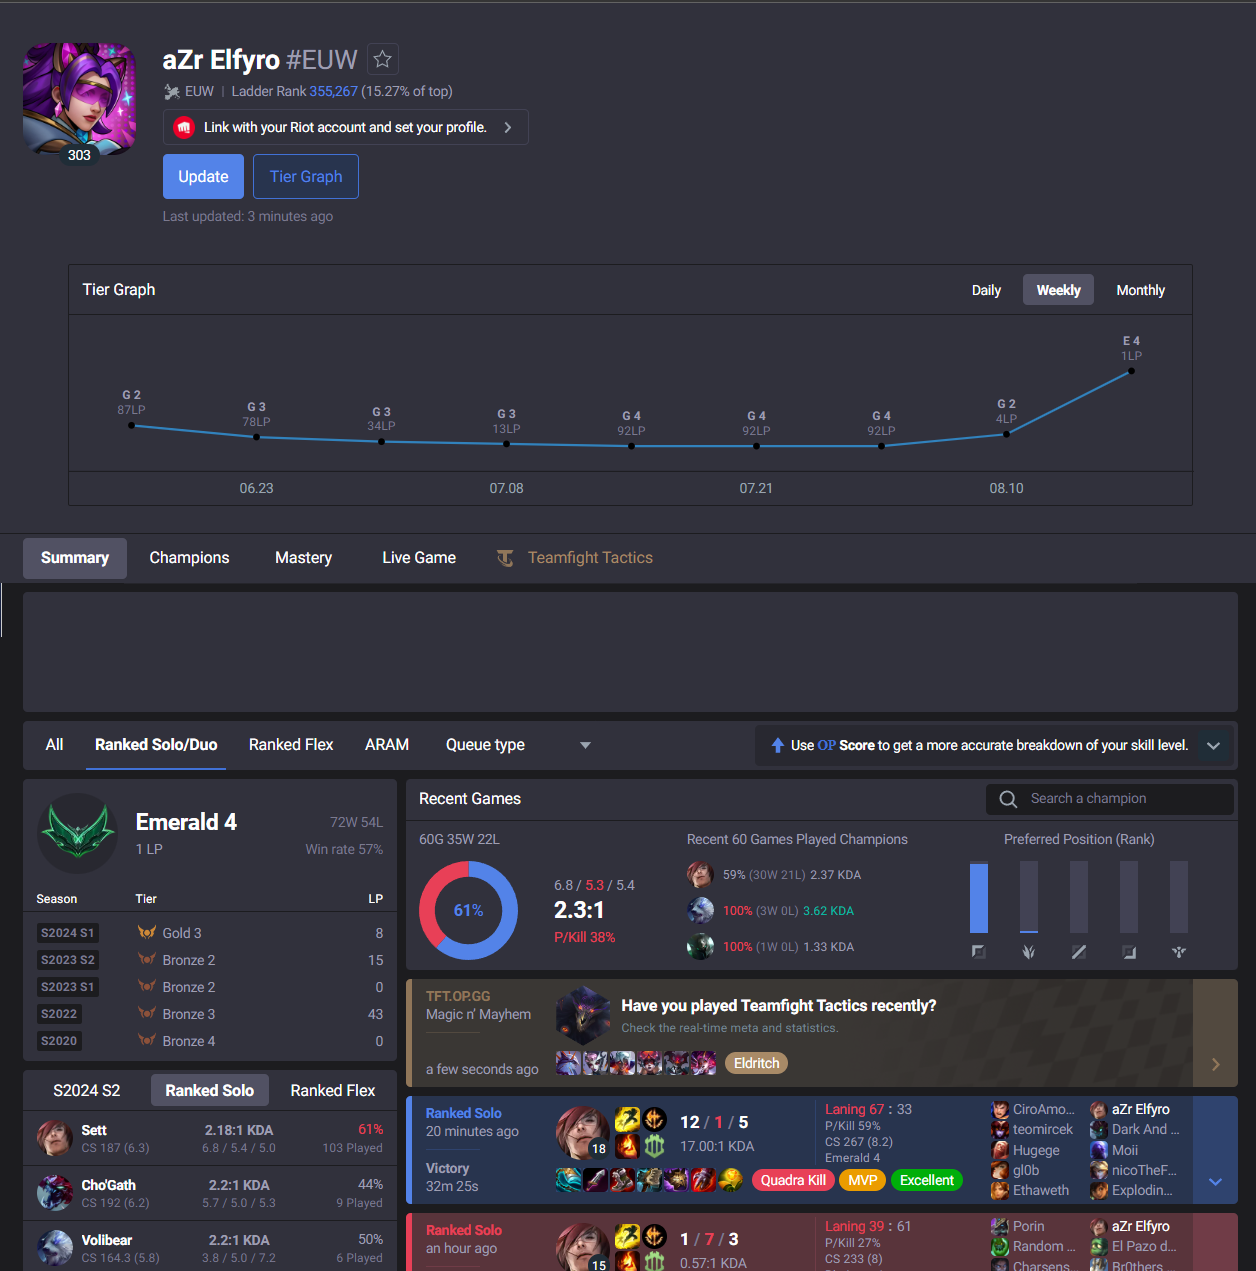 aZr Elfyro #EUW
EUW | Ladder Rank 355,267 (15.27% of top)
Link with your Riot account and set your profile.
303
Update
Tier Graph
Last updated: 3 minutes ago
Tier Graph
Daily
Weekly
Monthly
G 2
87LP
G 3
78LP
G 3
34LP
G 3
13LP
G 4
92LP
G 4
92LP
G 4
92LP
G 2
4LP
E 4
1LP
06.23
07.08
07.21
08.10
Summary
Champions
Mastery
Live Game
Teamfight Tactics
All
Ranked Solo/Duo
Ranked Flex
ARAM
Queue type
Use OP Score to get a more accurate breakdown of your skill level.
Emerald 4
72W 54L
1 LP
Win rate 57%
Season Tier LP
S2024 S1 Gold 3 8
S2023 S2 Bronze 2 15
S2023 S1 Bronze 2 0
S2022 Bronze 3 43
S2020 Bronze 4 0
S2024 S2
Ranked Solo
Ranked Flex
Sett 2.18:1 KDA 61%
CS 187 (6.3) 6.8 / 5.4 / 5.0 103 Played
Cho'Gath 2.2:1 KDA 44%
CS 192 (6.2) 5.7 / 5.0 / 5.3 9 Played
Volibear 2.2:1 KDA 50%
CS 164.3 (5.8) 3.8 / 5.0 / 7.2 6 Played
Recent Games
Search a champion
60G 35W 22L
61%
6.8 / 5.3 / 5.4
2.3:1
P/Kill 38%
Recent 60 Games Played Champions
59% (30W 21L) 2.37 KDA
100% (3W 0L) 3.62 KDA
100% (1W 0L) 1.33 KDA
Preferred Position (Rank)
TFT.OP.GG
Magic n' Mayhem
a few seconds ago
Have you played Teamfight Tactics recently?
Check the real-time meta and statistics.
Eldritch
Ranked Solo
20 minutes ago
Victory
32m 25s
18
12 / 1 / 5
17.00:1 KDA
Laning 67 : 33
P/Kill 59%
CS 267 (8.2)
Emerald 4
Quadra Kill
MVP
Excellent
CiroAmo... aZr Elfyro
teomircek Dark And ...
Hugege Moii
gl0b nicoTheF...
Ethaweth Explodin...
Ranked Solo
an hour ago
15
1 / 7 / 3
0.57:1 KDA
Laning 39 : 61
P/Kill 27%
CS 233 (8)
Porin aZr Elfyro
Random ... El Pazo d...
Charsens Br0thers